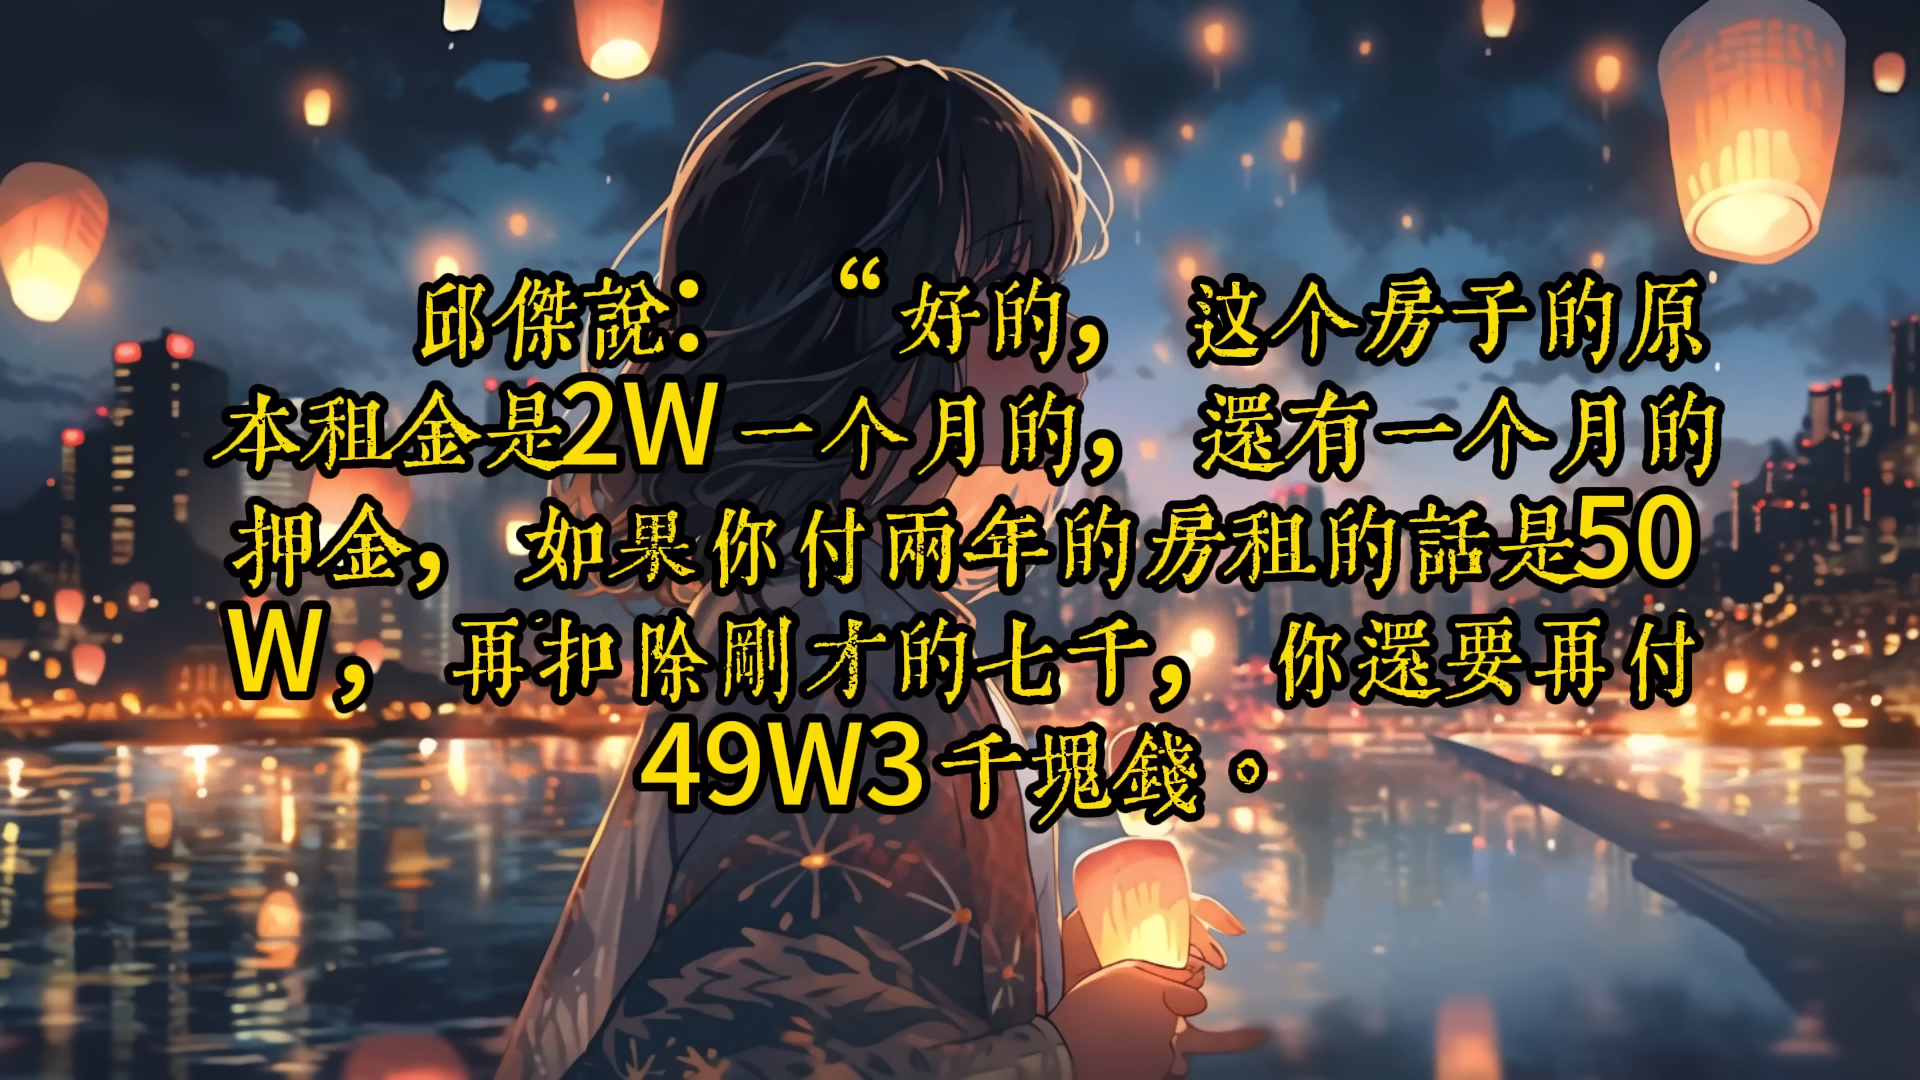 邱傑說：“好的，这个房子的原
本租金是2W一个月的，還有一个月的
押金，如果你付兩年的房租的話是50
W，再扣除剛才的七千，你還要再付
49W3千塊錢。